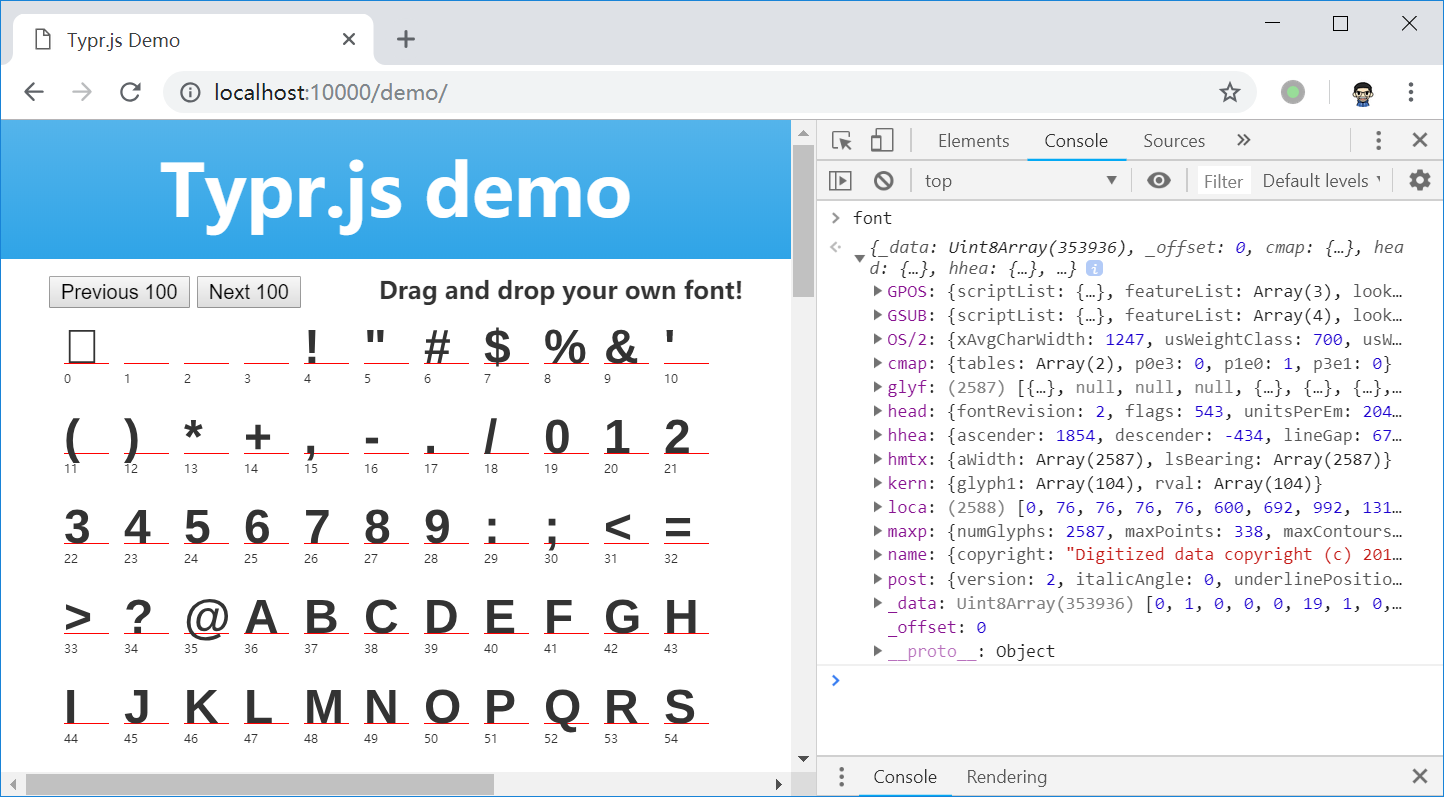 Typr.js Demo
localhost:10000/demo/
Typr.js demo
Previous 100 Next 100 Drag and drop your own font!
! " # $ % & '
0 1 2 3 4 5 6 7 8 9 10
( ) * + , - . / 0 1 2
11 12 13 14 15 16 17 18 19 20 21
3 4 5 6 7 8 9 : ; < =
22 23 24 25 26 27 28 29 30 31 32
> ? @ A B C D E F G H
33 34 35 36 37 38 39 40 41 42 43
I J K L M N O P Q R S
44 45 46 47 48 49 50 51 52 53 54
Elements Console Sources
top Filter Default levels
font
{_data: Uint8Array(353936), _offset: 0, cmap: {…}, hea
d: {…}, hhea: {…}, …}
GPOS: {scriptList: {…}, featureList: Array(3), look…
GSUB: {scriptList: {…}, featureList: Array(4), look…
OS/2: {xAvgCharWidth: 1247, usWeightClass: 700, usW…
cmap: {tables: Array(2), p0e3: 0, p1e0: 1, p3e1: 0}
glyf: (2587) [{…}, null, null, null, {…}, {…}, {…},…
head: {fontRevision: 2, flags: 543, unitsPerEm: 204…
hhea: {ascender: 1854, descender: -434, lineGap: 67…
hmtx: {aWidth: Array(2587), lsBearing: Array(2587)}
kern: {glyph1: Array(104), rval: Array(104)}
loca: (2588) [0, 76, 76, 76, 76, 600, 692, 992, 131…
maxp: {numGlyphs: 2587, maxPoints: 338, maxContours…
name: {copyright: "Digitized data copyright (c) 201…
post: {version: 2, italicAngle: 0, underlinePositio…
_data: Uint8Array(353936) [0, 1, 0, 0, 0, 19, 1, 0,…
_offset: 0
__proto__: Object
Console Rendering